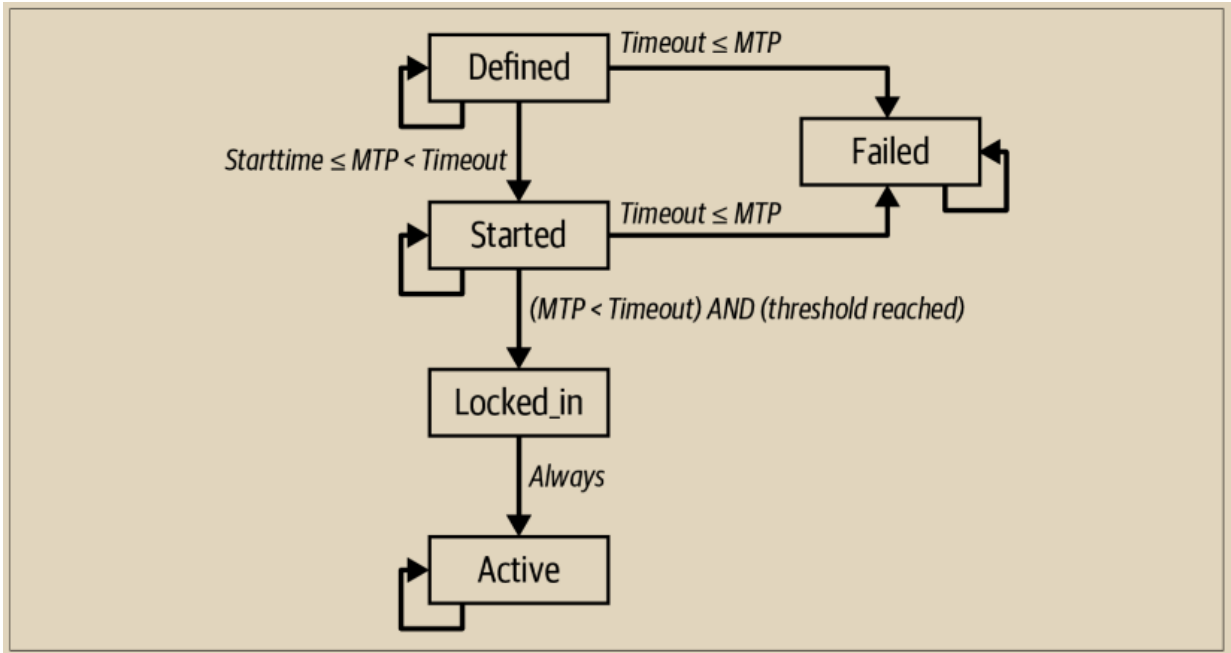 Defined
Timeout ≤ MTP
Failed
Starttime ≤ MTP < Timeout
Started
Timeout ≤ MTP
(MTP < Timeout) AND (threshold reached)
Locked_in
Always
Active